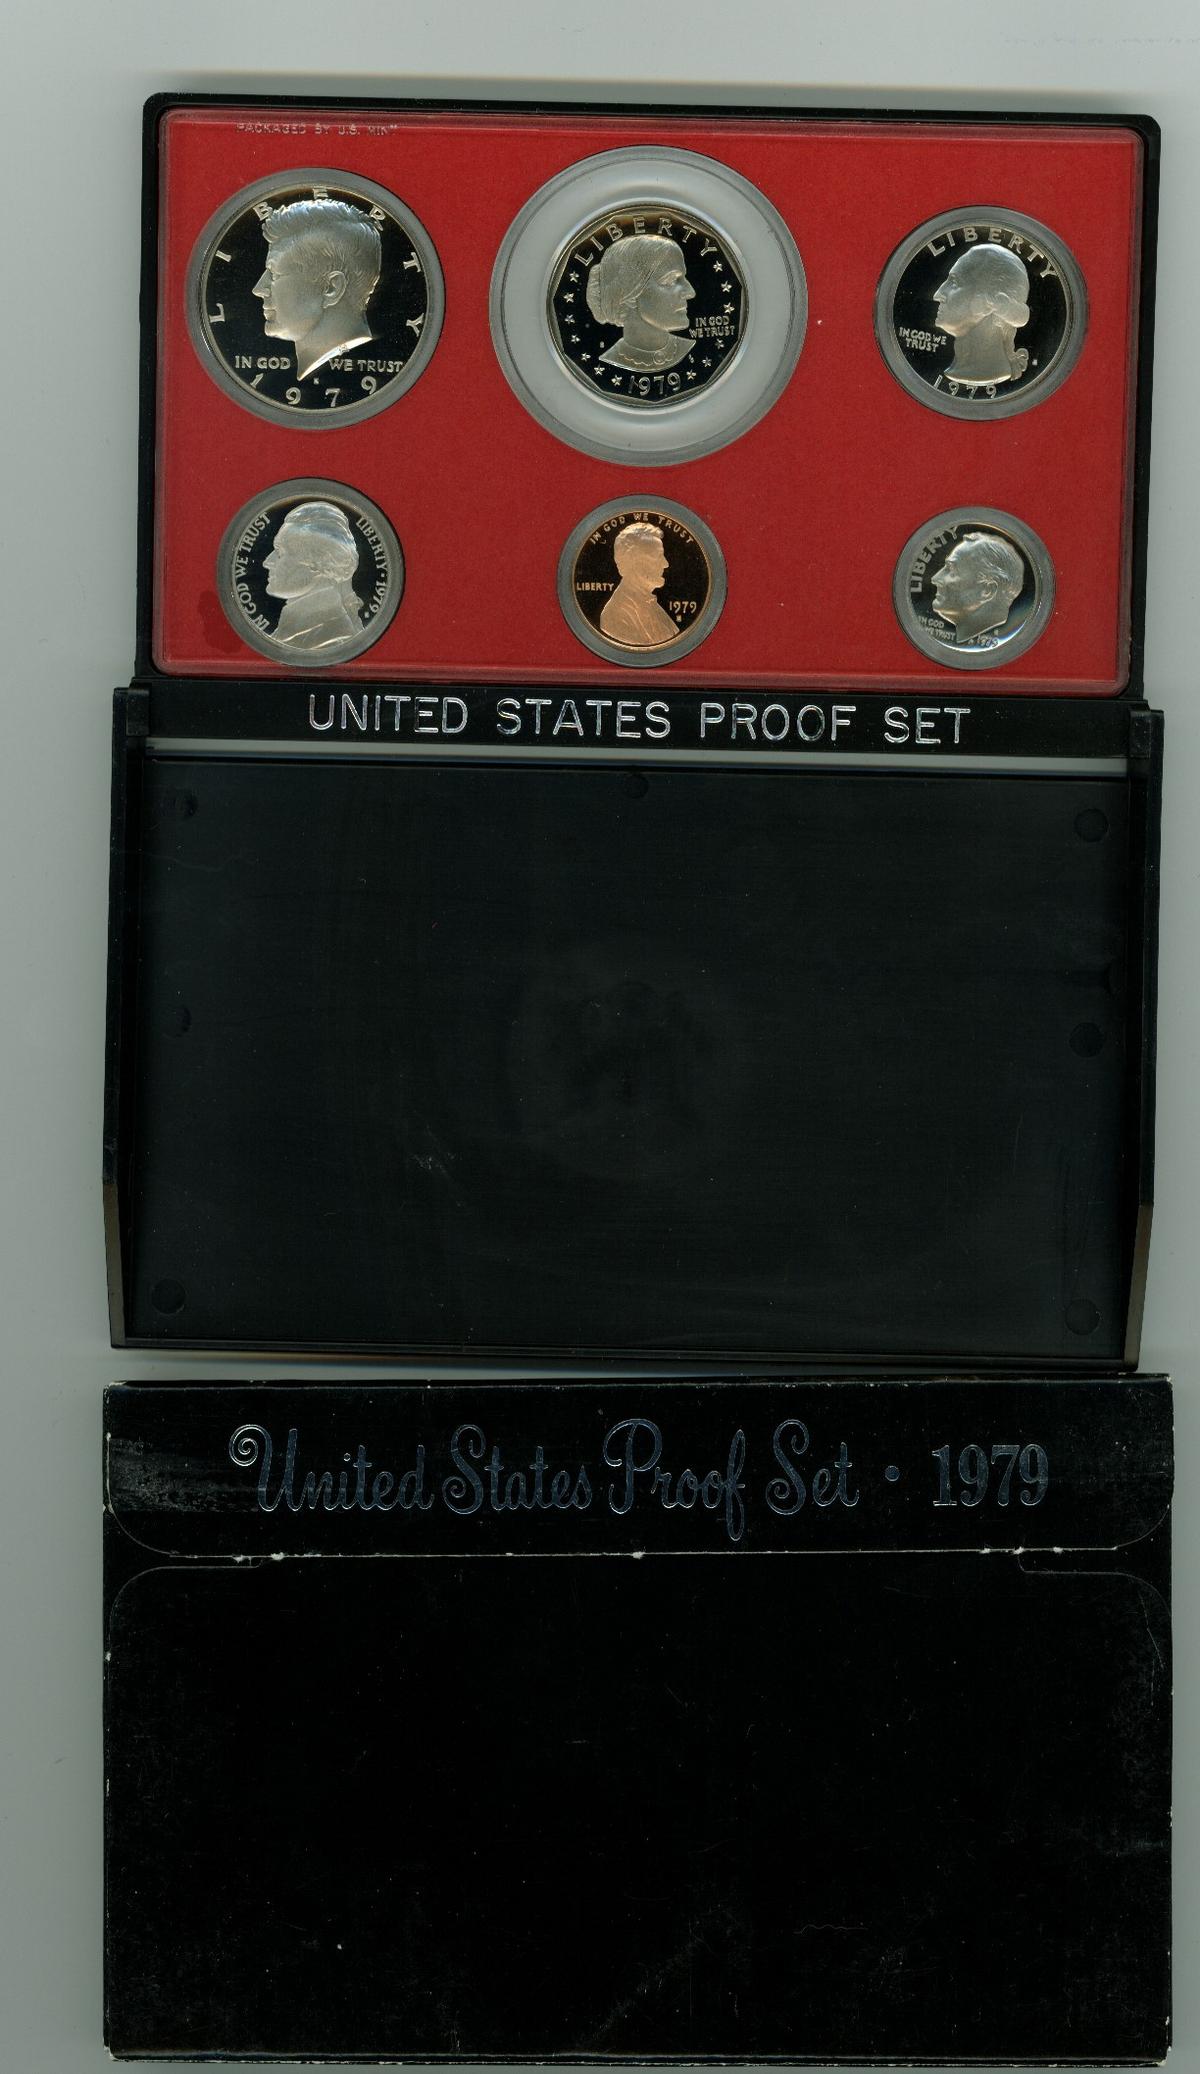 PACKAGED BY U.S. MINT
LIBERTY
IN GOD WE TRUST
1979
LIBERTY
IN GOD
WE TRUST
S
1979
LIBERTY
IN GOD WE
TRUST
1979
IN GOD WE TRUST
LIBERTY · 1979
IN GOD WE TRUST
LIBERTY
1979
S
LIBERTY
IN GOD
WE TRUST
1979
UNITED STATES PROOF SET
United States Proof Set · 1979